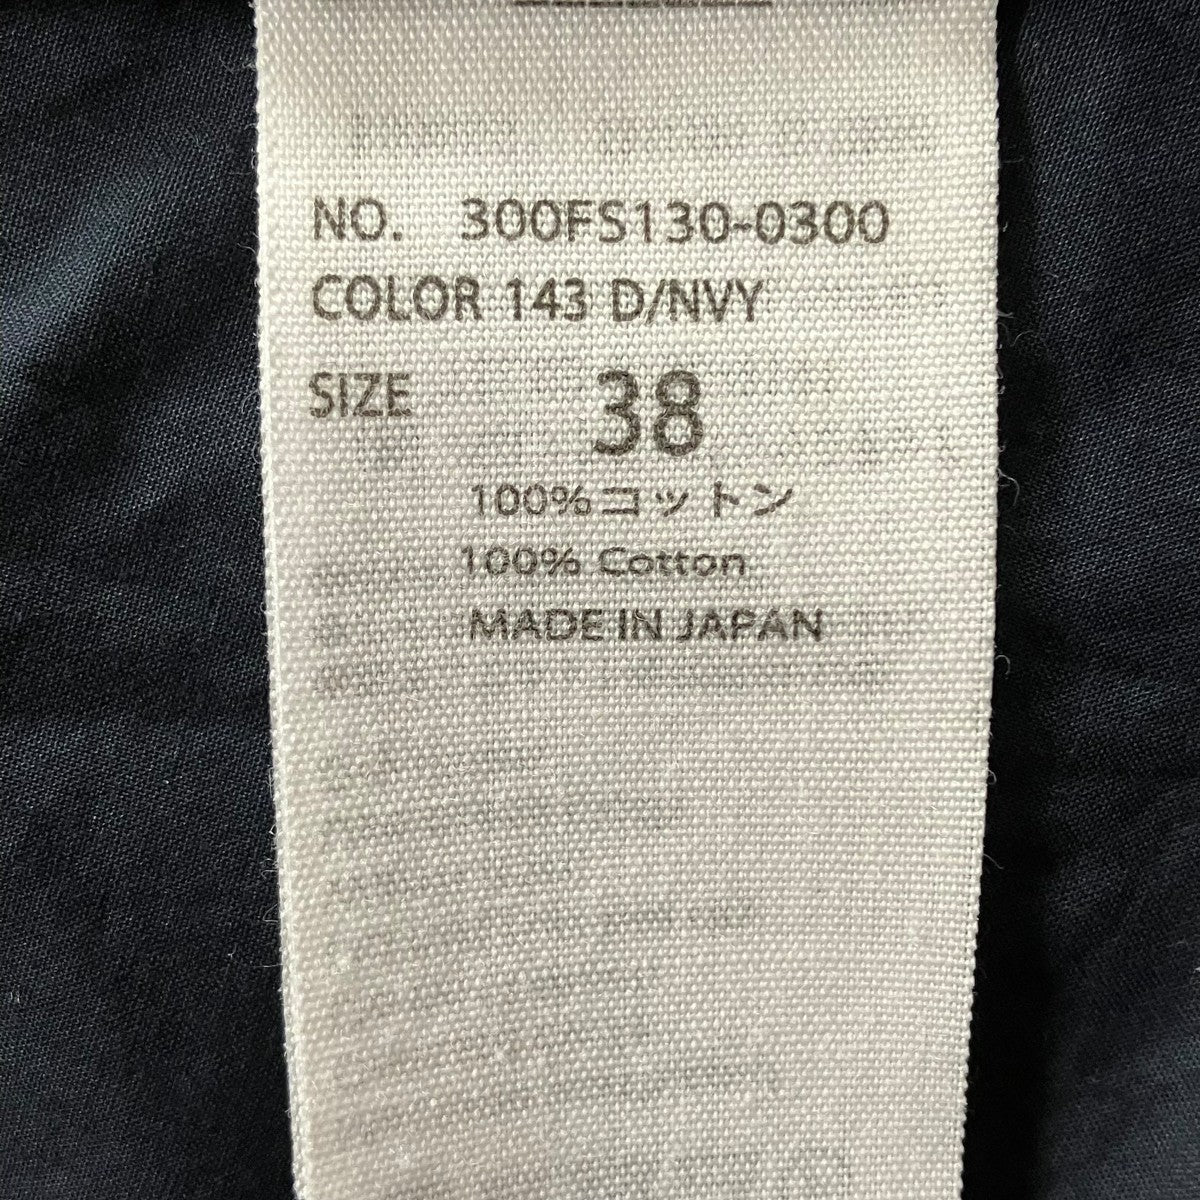 NO. 300FS130-0300
COLOR 143 D/NVY
SIZE 38
100%コットン
100% Cotton
MADE IN JAPAN